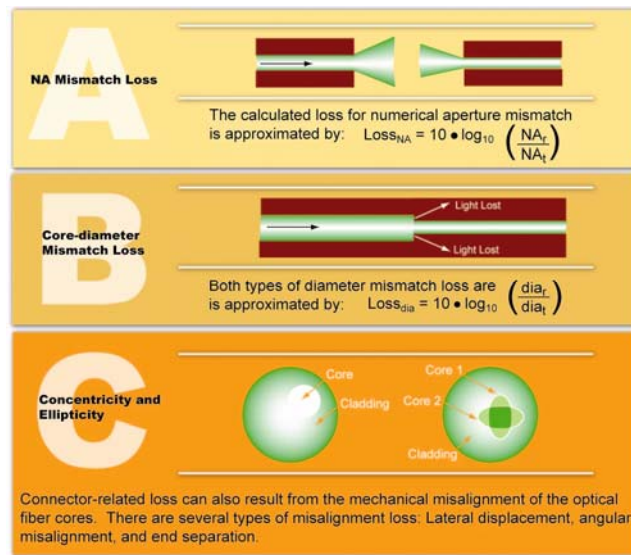 A
NA Mismatch Loss
The calculated loss for numerical aperture mismatch
is approximated by: Loss_NA = 10 • log₁₀ (NA_r / NA_t)
B
Core-diameter
Mismatch Loss
Light Lost
Light Lost
Both types of diameter mismatch loss are
is approximated by: Loss_dia = 10 • log₁₀ (dia_r / dia_t)
C
Concentricity and
Ellipticity
Core
Cladding
Core 1
Core 2
Cladding
Connector-related loss can also result from the mechanical misalignment of the optical
fiber cores. There are several types of misalignment loss: Lateral displacement, angular
misalignment, and end separation.